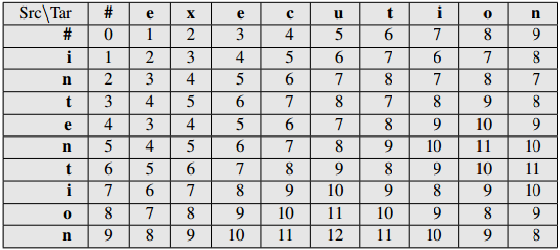 Src\Tar # e x e c u t i o n
# 0 1 2 3 4 5 6 7 8 9
i 1 2 3 4 5 6 7 6 7 8
n 2 3 4 5 6 7 8 7 8 7
t 3 4 5 6 7 8 7 8 9 8
e 4 3 4 5 6 7 8 9 10 9
n 5 4 5 6 7 8 9 10 11 10
t 6 5 6 7 8 9 8 9 10 11
i 7 6 7 8 9 10 9 8 9 10
o 8 7 8 9 10 11 10 9 8 9
n 9 8 9 10 11 12 11 10 9 8